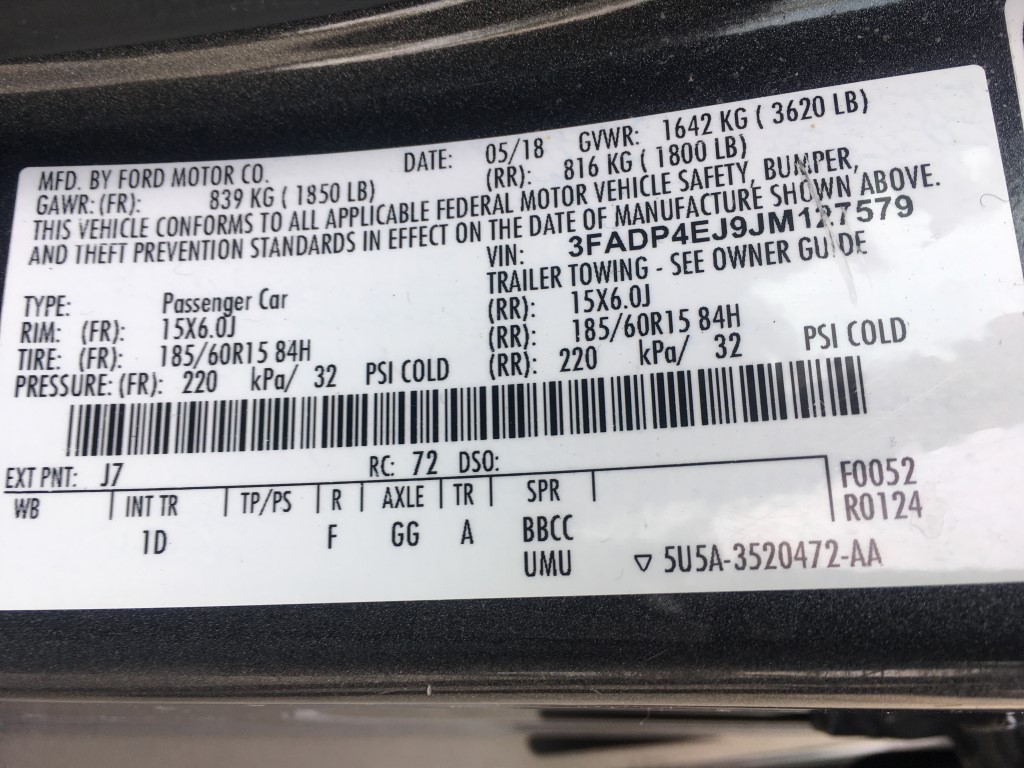 MFD. BY FORD MOTOR CO. DATE: 05/18 GVWR: 1642 KG ( 3620 LB)
GAWR: (FR): 839 KG ( 1850 LB) (RR): 816 KG ( 1800 LB)
THIS VEHICLE CONFORMS TO ALL APPLICABLE FEDERAL MOTOR VEHICLE SAFETY, BUMPER,
AND THEFT PREVENTION STANDARDS IN EFFECT ON THE DATE OF MANUFACTURE SHOWN ABOVE.
VIN: 3FADP4EJ9JM127579
TYPE: Passenger Car TRAILER TOWING - SEE OWNER GUIDE
RIM: (FR): 15X6.0J (RR): 15X6.0J
TIRE: (FR): 185/60R15 84H (RR): 185/60R15 84H
PRESSURE: (FR): 220 kPa/ 32 PSI COLD (RR): 220 kPa/ 32 PSI COLD
EXT PNT: J7 RC: 72 DSO:
WB | INT TR | TP/PS | R | AXLE | TR | SPR | F0052
R0124
1D F GG A BBCC
UMU ▽ 5U5A-3520472-AA